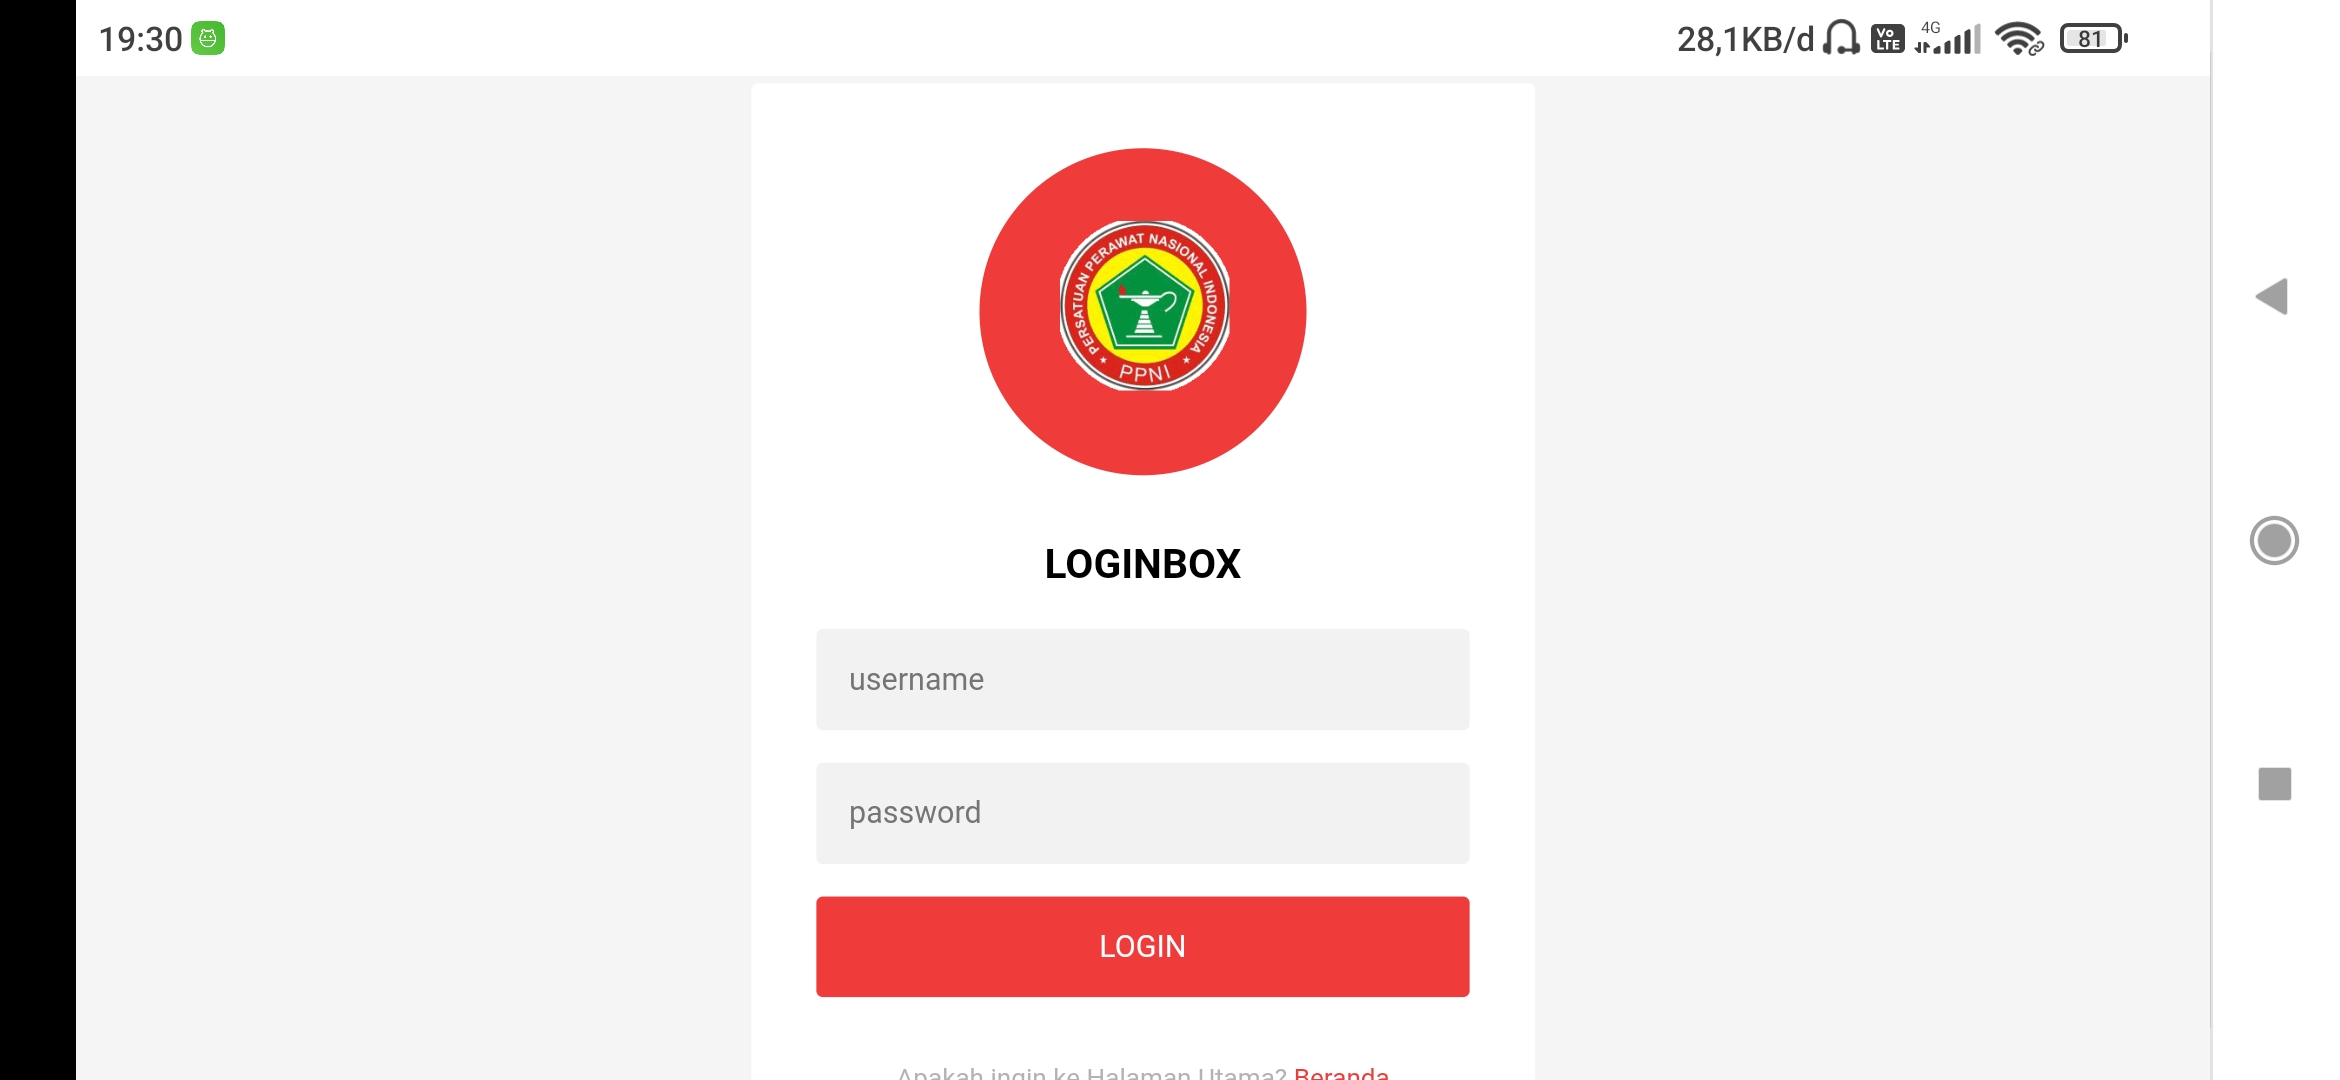 19:30
28,1KB/d
Vo LTE
4G
81
PERSATUAN PERAWAT NASIONAL INDONESIA
PPNI
LOGINBOX
username
password
LOGIN
Apakah ingin ke Halaman Utama? Beranda